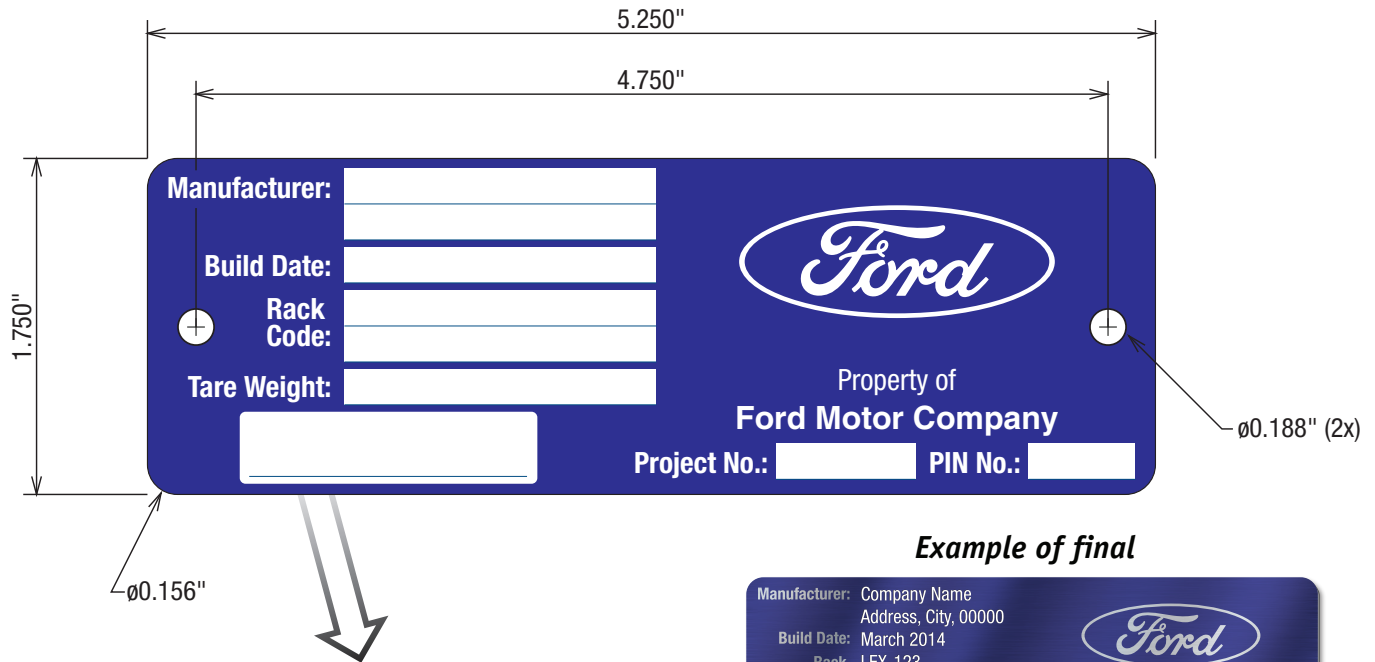 5.250"
4.750"
1.750"
Manufacturer:
Build Date:
Rack
Code:
Tare Weight:
Ford
Property of
Ford Motor Company
Project No.:
PIN No.:
ø0.188" (2x)
ø0.156"
Example of final
Manufacturer: Company Name
Address, City, 00000
Build Date: March 2014
Ford
Rack